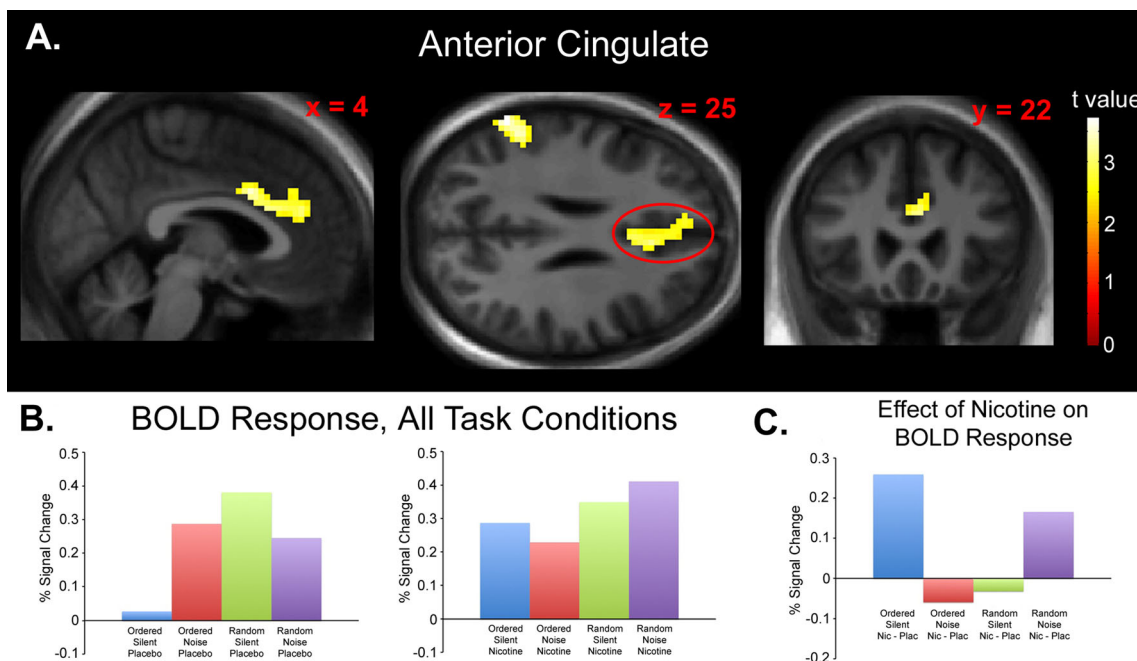 A.
Anterior Cingulate
x = 4
z = 25
y = 22
t value
3
2
1
0
B.
BOLD Response, All Task Conditions
% Signal Change
0.5
0.4
0.3
0.2
0.1
0
-0.1
Ordered
Silent
Placebo
Ordered
Noise
Placebo
Random
Silent
Placebo
Random
Noise
Placebo
% Signal Change
0.5
0.4
0.3
0.2
0.1
0
-0.1
Ordered
Silent
Nicotine
Ordered
Noise
Nicotine
Random
Silent
Nicotine
Random
Noise
Nicotine
C.
Effect of Nicotine on
BOLD Response
% Signal Change
0.3
0.2
0.1
0
-0.1
-0.2
Ordered
Silent
Nic - Plac
Ordered
Noise
Nic - Plac
Random
Silent
Nic - Plac
Random
Noise
Nic - Plac